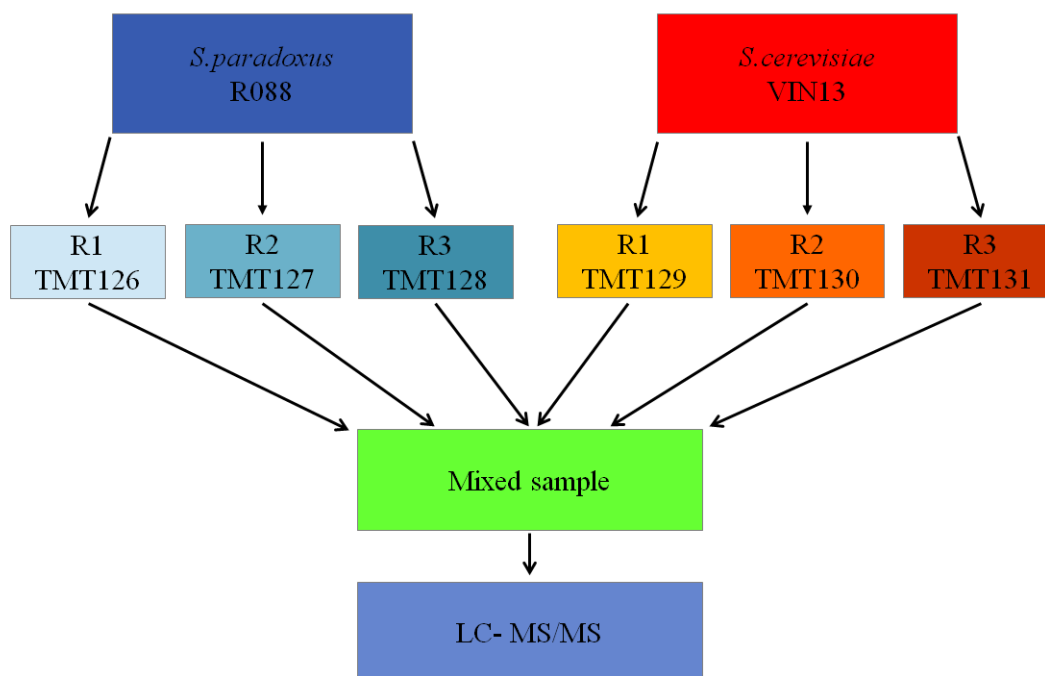 S.paradoxus
R088
S.cerevisiae
VIN13
R1
TMT126
R2
TMT127
R3
TMT128
R1
TMT129
R2
TMT130
R3
TMT131
Mixed sample
LC- MS/MS